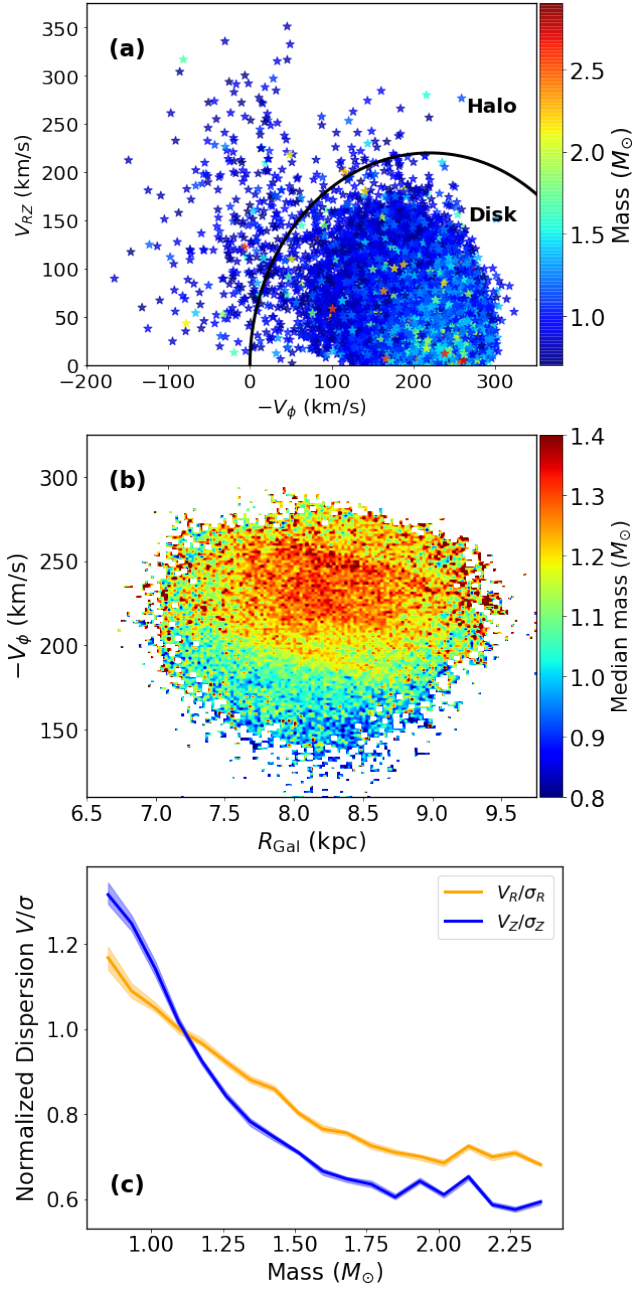 (a)
Halo
Disk
350
300
250
200
150
100
50
0
V_RZ (km/s)
−200 −100 0 100 200 300
−V_ϕ (km/s)
2.5
2.0
1.5
1.0
Mass (M_⊙)
(b)
300
250
200
150
−V_ϕ (km/s)
6.5 7.0 7.5 8.0 8.5 9.0 9.5
R_Gal (kpc)
1.4
1.3
1.2
1.1
1.0
0.9
0.8
Median mass (M_⊙)
V_R/σ_R
V_Z/σ_Z
1.2
1.0
0.8
0.6
Normalized Dispersion V/σ
(c)
1.00 1.25 1.50 1.75 2.00 2.25
Mass (M_⊙)